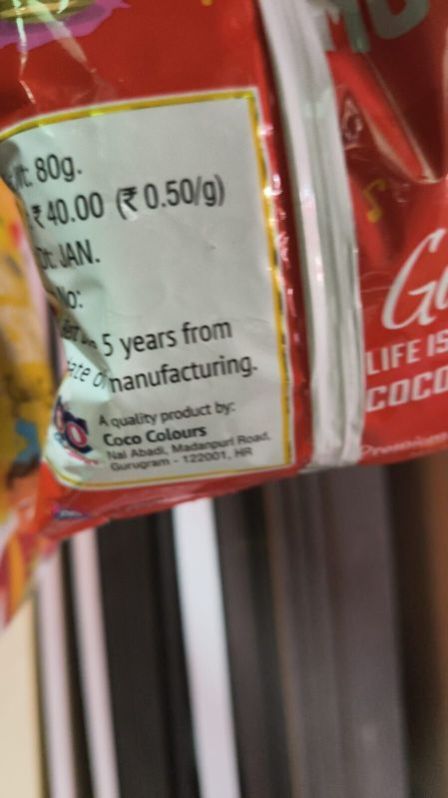 80g.
₹ 40.00 (₹ 0.50/g)
JAN.
No:
5 years from
manufacturing.
A quality product by:
Coco Colours
Nai Abadi, Madanpuri Road,
Gurugram - 122001, HR
LIFE IS
COCO